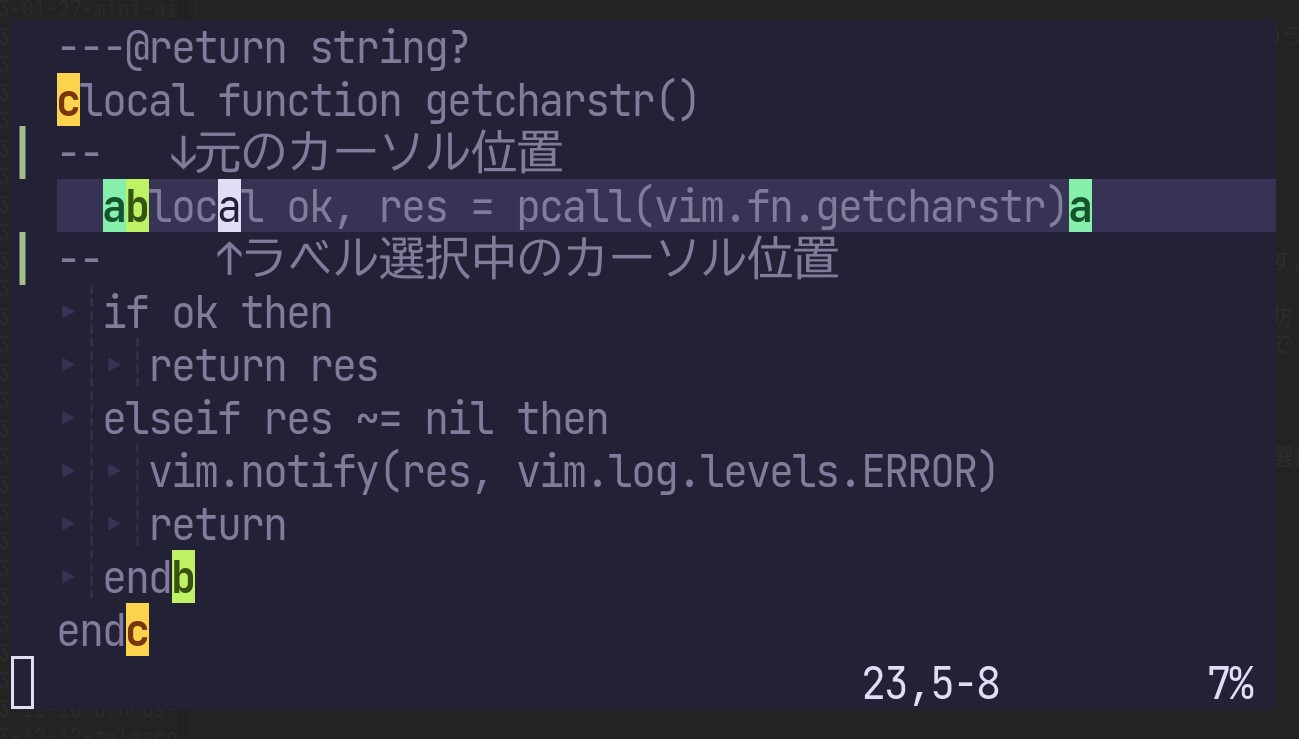 ---@return string?
clocal function getcharstr()
--   ↓元のカーソル位置
  ablocal ok, res = pcall(vim.fn.getcharstr)a
--     ↑ラベル選択中のカーソル位置
if ok then
return res
elseif res ~= nil then
vim.notify(res, vim.log.levels.ERROR)
return
endb
endc
23,5-8 7%